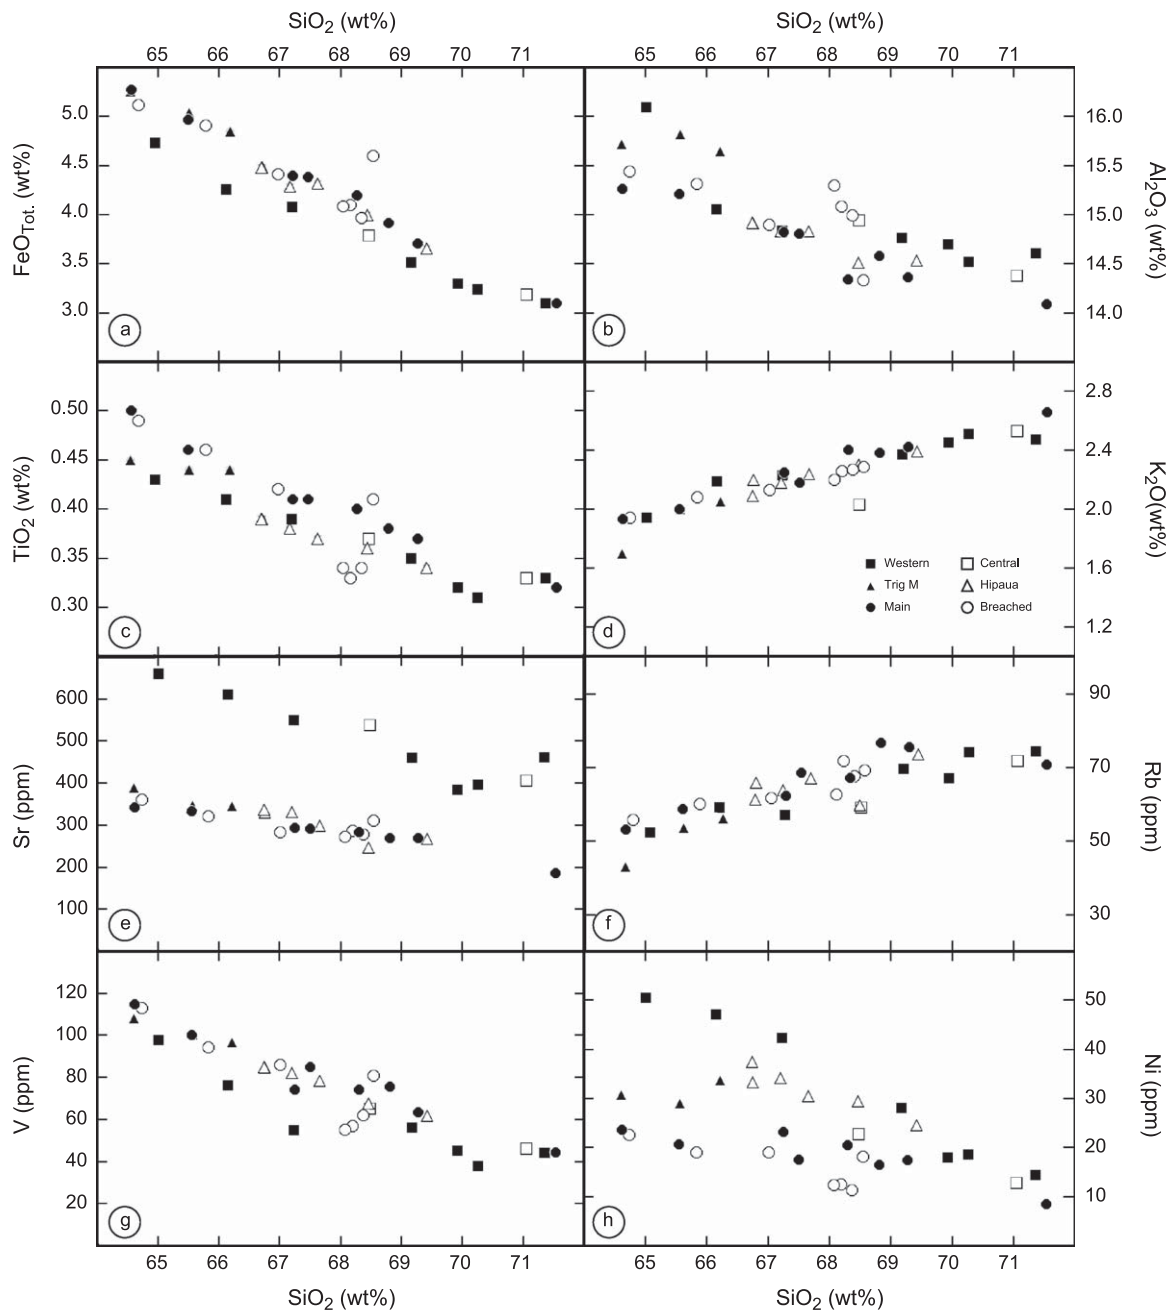 SiO2 (wt%) SiO2 (wt%)
65 66 67 68 69 70 71 65 66 67 68 69 70 71
5.0
4.5
4.0
3.5
3.0
FeOTot. (wt%)
a
16.0
15.5
15.0
14.5
14.0
Al2O3 (wt%)
b
0.50
0.45
0.40
0.35
0.30
TiO2 (wt%)
c
2.8
2.4
2.0
1.6
1.2
K2O(wt%)
Western Central
Trig M Hipaua
Main Breached
d
600
500
400
300
200
100
Sr (ppm)
e
90
70
50
30
Rb (ppm)
f
120
100
80
60
40
20
V (ppm)
g
50
40
30
20
10
Ni (ppm)
h
65 66 67 68 69 70 71 65 66 67 68 69 70 71
SiO2 (wt%) SiO2 (wt%)